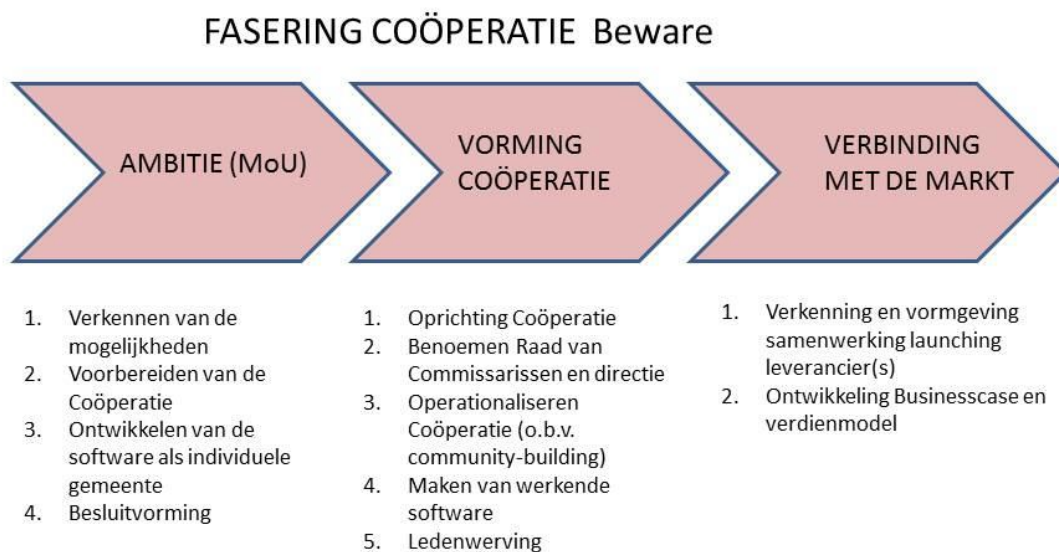 FASERING COÖPERATIE Beware
AMBITIE (MoU)
VORMING
COÖPERATIE
VERBINDING
MET DE MARKT
1. Verkennen van de
mogelijkheden
2. Voorbereiden van de
Coöperatie
3. Ontwikkelen van de
software als individuele
gemeente
4. Besluitvorming
1. Oprichting Coöperatie
2. Benoemen Raad van
Commissarissen en directie
3. Operationaliseren
Coöperatie (o.b.v.
community-building)
4. Maken van werkende
software
5. Ledenwerving
1. Verkenning en vormgeving
samenwerking launching
leverancier(s)
2. Ontwikkeling Businesscase en
verdienmodel